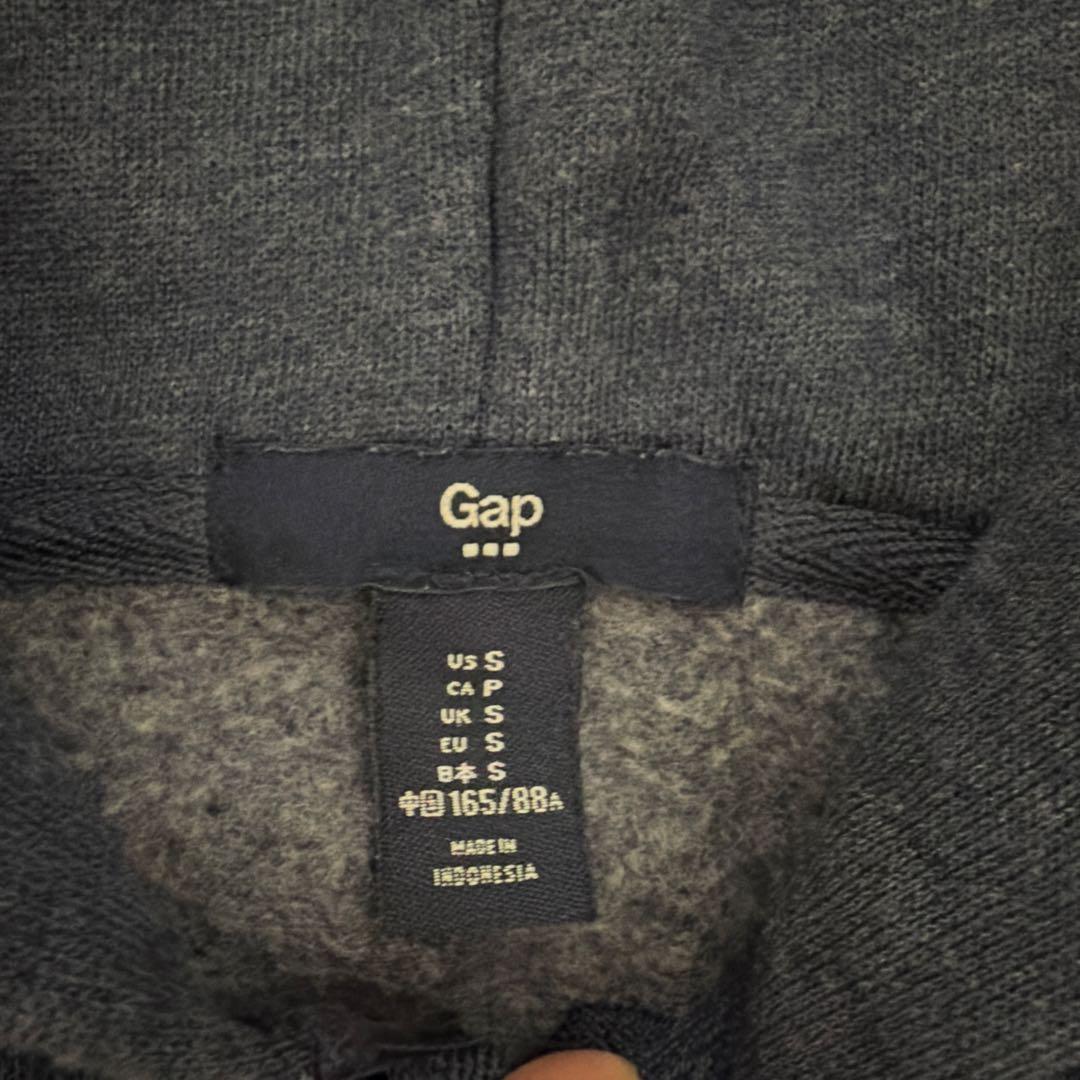 Gap
US S
CA P
UK S
EU S
日本 S
中国 165/88A
MADE IN
INDONESIA